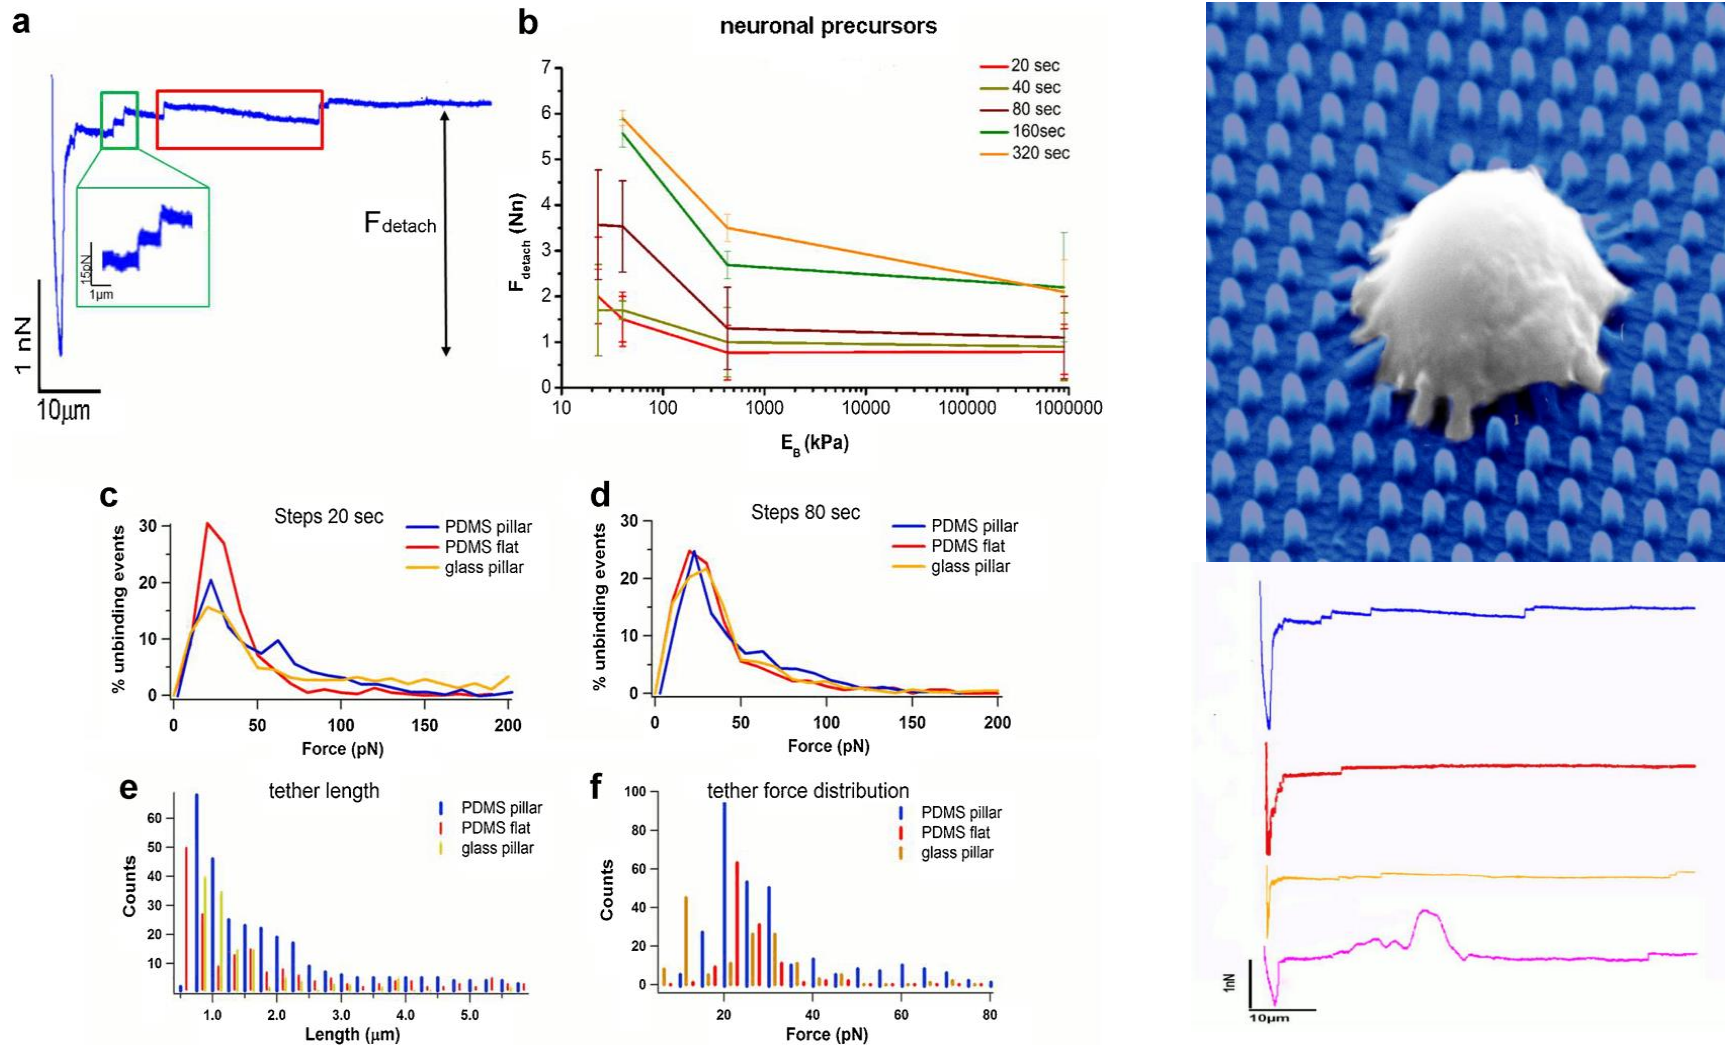 a
1 nN
10μm
15pN
1μm
Fdetach
b
neuronal precursors
20 sec
40 sec
80 sec
160sec
320 sec
7
6
5
4
3
2
1
0
Fdetach (Nn)
10 100 1000 10000 100000 1000000
EB (kPa)
c
Steps 20 sec
PDMS pillar
PDMS flat
glass pillar
% unbinding events
30
20
10
0
0 50 100 150 200
Force (pN)
d
Steps 80 sec
PDMS pillar
PDMS flat
glass pillar
% unbinding events
30
20
10
0
0 50 100 150 200
Force (pN)
e
tether length
PDMS pillar
PDMS flat
glass pillar
Counts
60
50
40
30
20
10
1.0 2.0 3.0 4.0 5.0
Length (μm)
f
tether force distribution
PDMS pillar
PDMS flat
glass pillar
Counts
100
80
60
40
20
0
20 40 60 80
Force (pN)
1nN
10μm